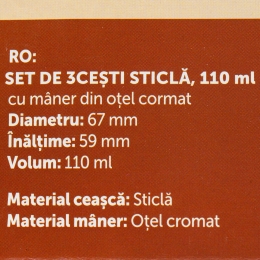 RO:
SET DE 3CEȘTI STICLĂ, 110 ml
cu mâner din oțel cormat
Diametru: 67 mm
Înălțime: 59 mm
Volum: 110 ml
Material ceașcă: Sticlă
Material mâner: Oțel cromat